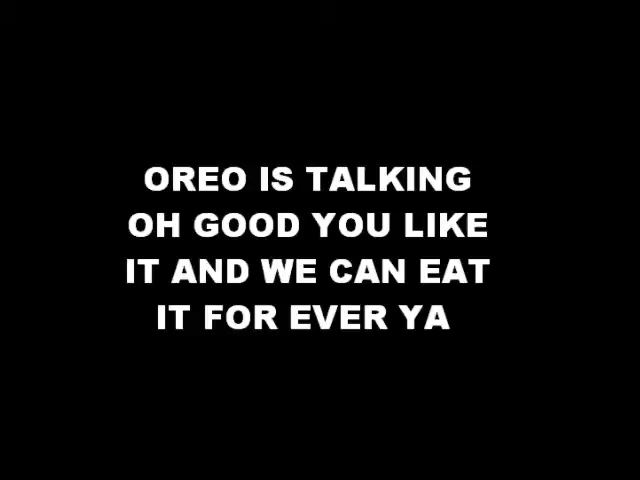 OREO IS TALKING
OH GOOD YOU LIKE
IT AND WE CAN EAT
IT FOR EVER YA